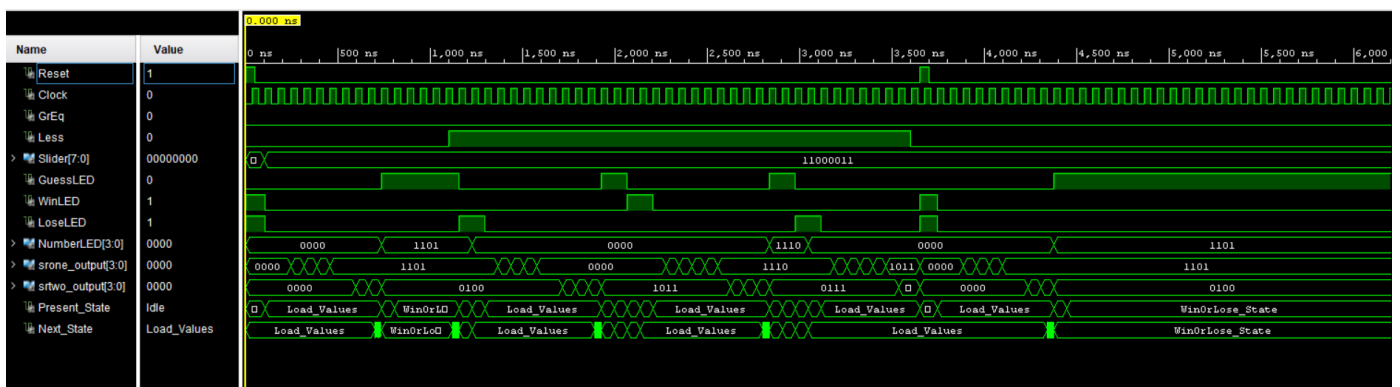 0.000 ns
Name Value
0 ns 500 ns 1,000 ns 1,500 ns 2,000 ns 2,500 ns 3,000 ns 3,500 ns 4,000 ns 4,500 ns 5,000 ns 5,500 ns 6,000
Reset 1
Clock 0
GrEq 0
Less 0
Slider[7:0] 00000000 11000011
GuessLED 0
WinLED 1
LoseLED 1
NumberLED[3:0] 0000 0000 1101 0000 1110 0000 1101
srone_output[3:0] 0000 0000 1101 0000 1110 1011 0000 1101
srtwo_output[3:0] 0000 0000 0100 1011 0111 0000 0100
Present_State Idle Load_Values WinOrL Load_Values Load_Values Load_Values Load_Values WinOrLose_State
Next_State Load_Values Load_Values WinOrLo Load_Values Load_Values Load_Values WinOrLose_State